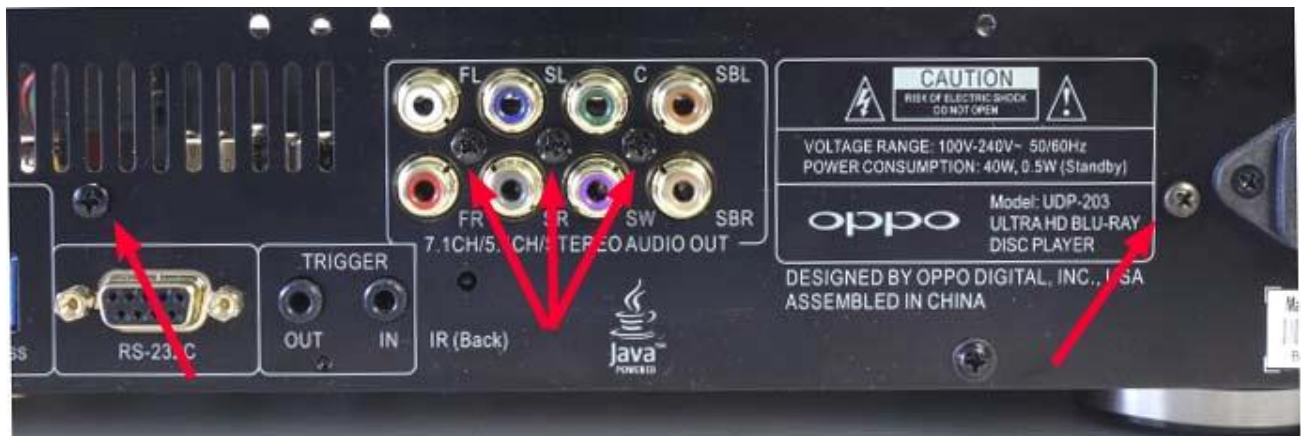 FL SL C SBL
FR SR SW SBR
7.1CH/5.1CH/STEREO AUDIO OUT
CAUTION
RISK OF ELECTRIC SHOCK
DO NOT OPEN
VOLTAGE RANGE: 100V-240V~ 50/60Hz
POWER CONSUMPTION: 40W, 0.5W (Standby)
oppo
Model: UDP-203
ULTRA HD BLU-RAY
DISC PLAYER
DESIGNED BY OPPO DIGITAL, INC., USA
ASSEMBLED IN CHINA
ss
RS-232C
TRIGGER
OUT IN
IR (Back)
Java™
POWERED
Ma